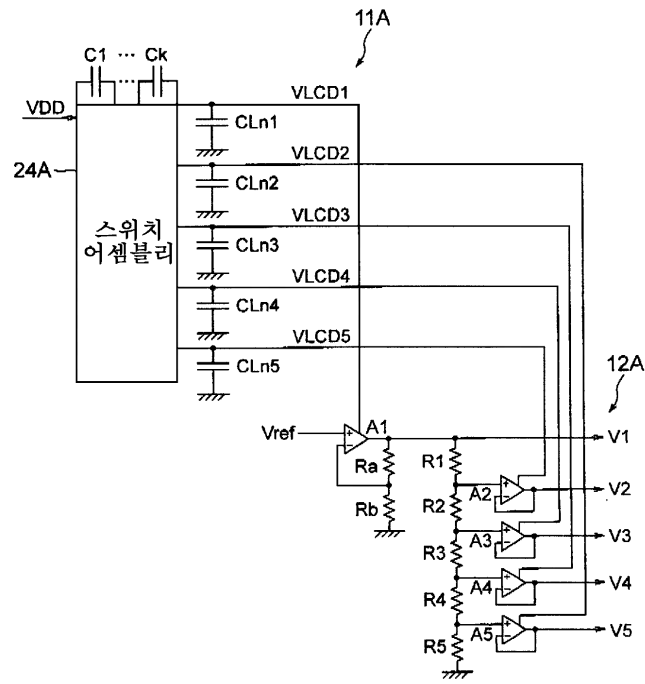 11A
C1 ... Ck
VDD
VLCD1
CLn1
24A
VLCD2
CLn2
스위치
어셈블리
VLCD3
CLn3
VLCD4
CLn4
VLCD5
CLn5
12A
Vref
+
−
A1
V1
Ra
R1
+
−
A2
V2
Rb
R2
+
−
A3
V3
R3
+
−
A4
V4
R4
+
−
A5
V5
R5